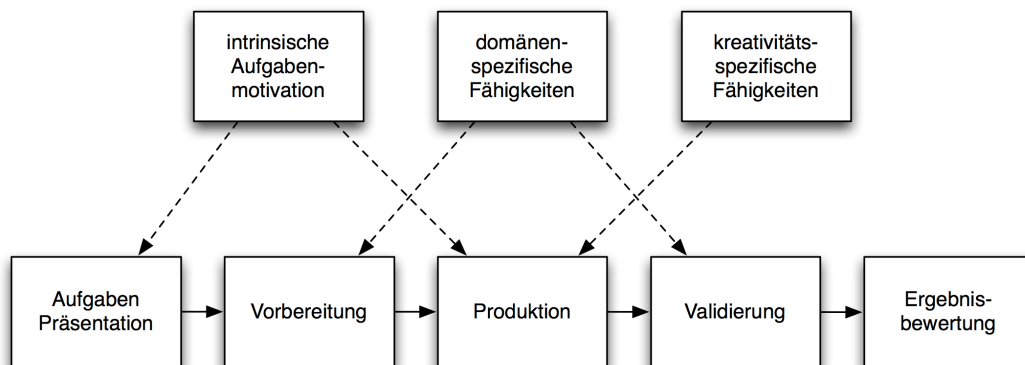 intrinsische
Aufgaben-
motivation
domänen-
spezifische
Fähigkeiten
kreativitäts-
spezifische
Fähigkeiten
Aufgaben
Präsentation
Vorbereitung
Produktion
Validierung
Ergebnis-
bewertung